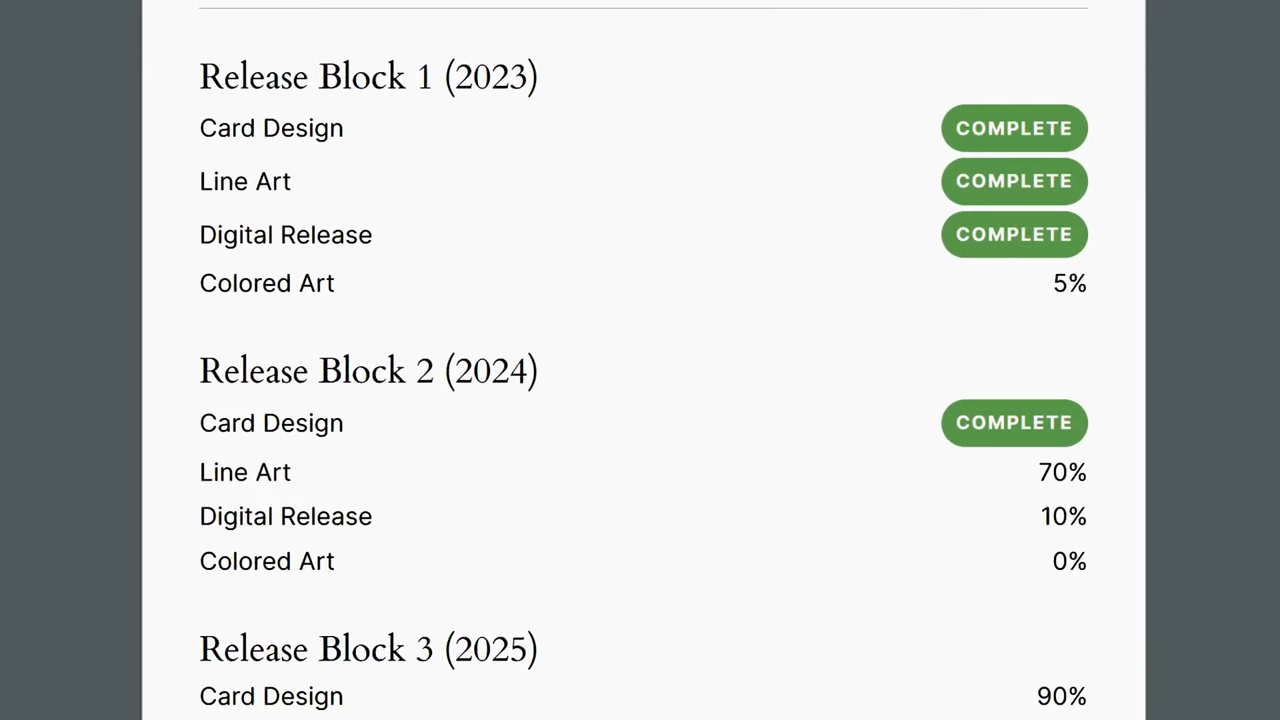 Release Block 1 (2023)
Card Design COMPLETE
Line Art COMPLETE
Digital Release COMPLETE
Colored Art 5%
Release Block 2 (2024)
Card Design COMPLETE
Line Art 70%
Digital Release 10%
Colored Art 0%
Release Block 3 (2025)
Card Design 90%